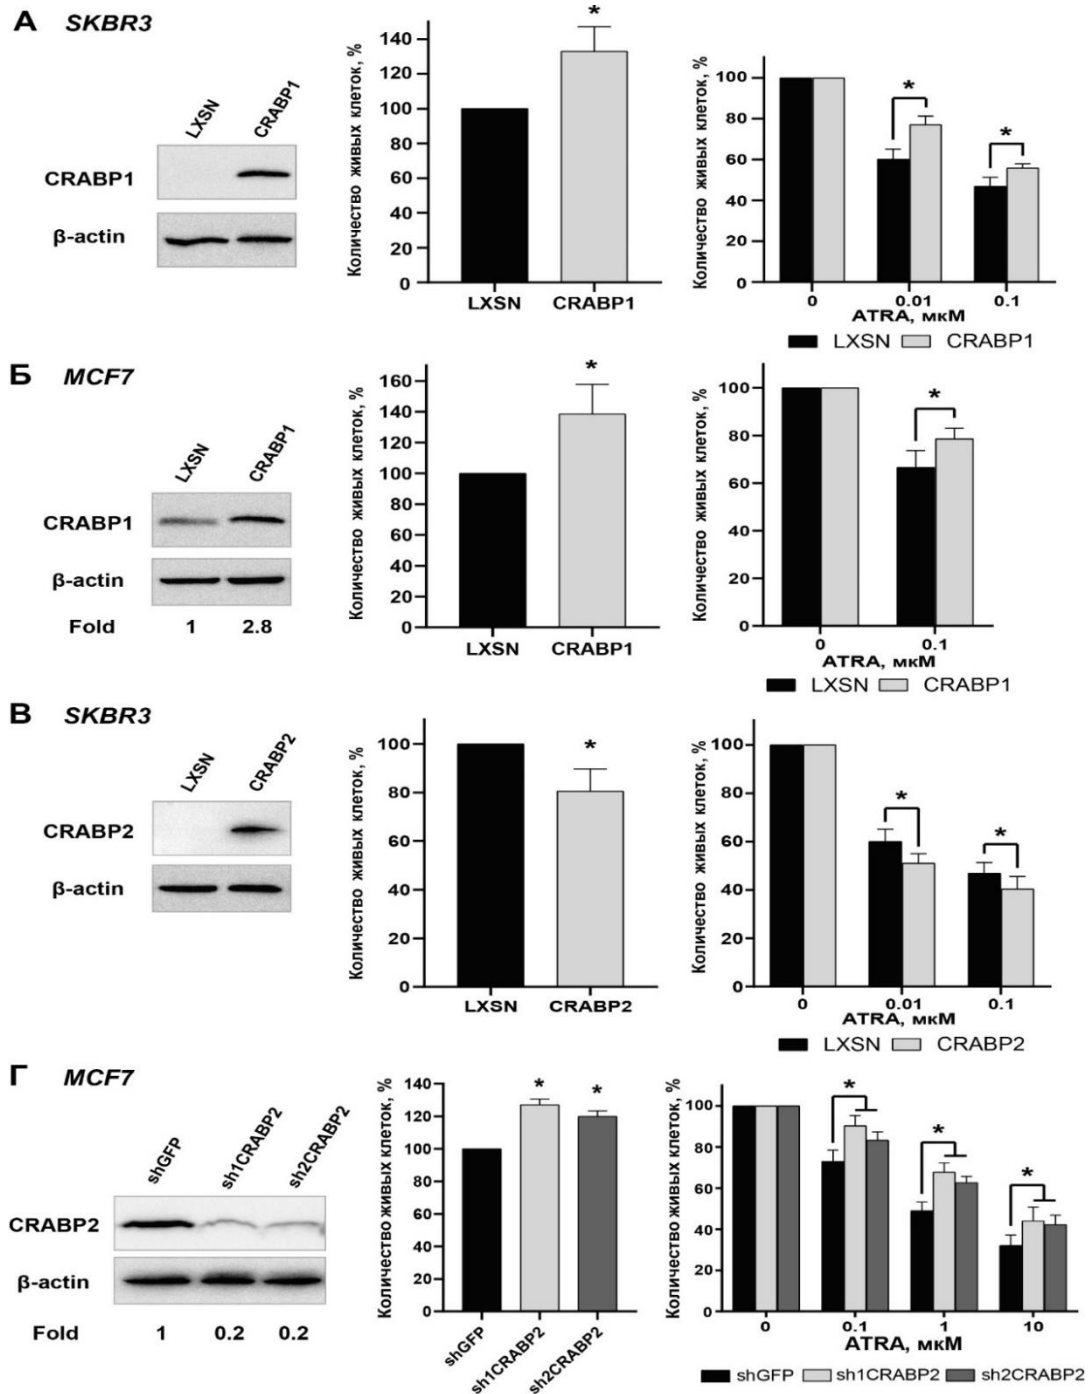 А SKBR3
LXSN
CRABP1
CRABP1
β-actin
Количество живых клеток, %
140
120
100
80
60
40
20
0
*
LXSN
CRABP1
Количество живых клеток, %
100
80
60
40
20
0
*
*
0
0.01
0.1
ATRA, мкМ
LXSN
CRABP1
Б MCF7
LXSN
CRABP1
CRABP1
β-actin
Fold 1 2.8
Количество живых клеток, %
160
140
120
100
80
60
40
20
0
*
LXSN
CRABP1
Количество живых клеток, %
100
80
60
40
20
0
*
0
0.1
ATRA, мкМ
LXSN
CRABP1
В SKBR3
LXSN
CRABP2
CRABP2
β-actin
Количество живых клеток, %
100
80
60
40
20
0
*
LXSN
CRABP2
Количество живых клеток, %
100
80
60
40
20
0
*
*
0
0.01
0.1
ATRA, мкМ
LXSN
CRABP2
Г MCF7
shGFP
sh1CRABP2
sh2CRABP2
CRABP2
β-actin
Fold 1 0.2 0.2
Количество живых клеток, %
140
120
100
80
60
40
20
0
*
*
shGFP
sh1CRABP2
sh2CRABP2
Количество живых клеток, %
100
80
60
40
20
0
*
*
*
0
0.1
1
10
ATRA, мкМ
shGFP
sh1CRABP2
sh2CRABP2